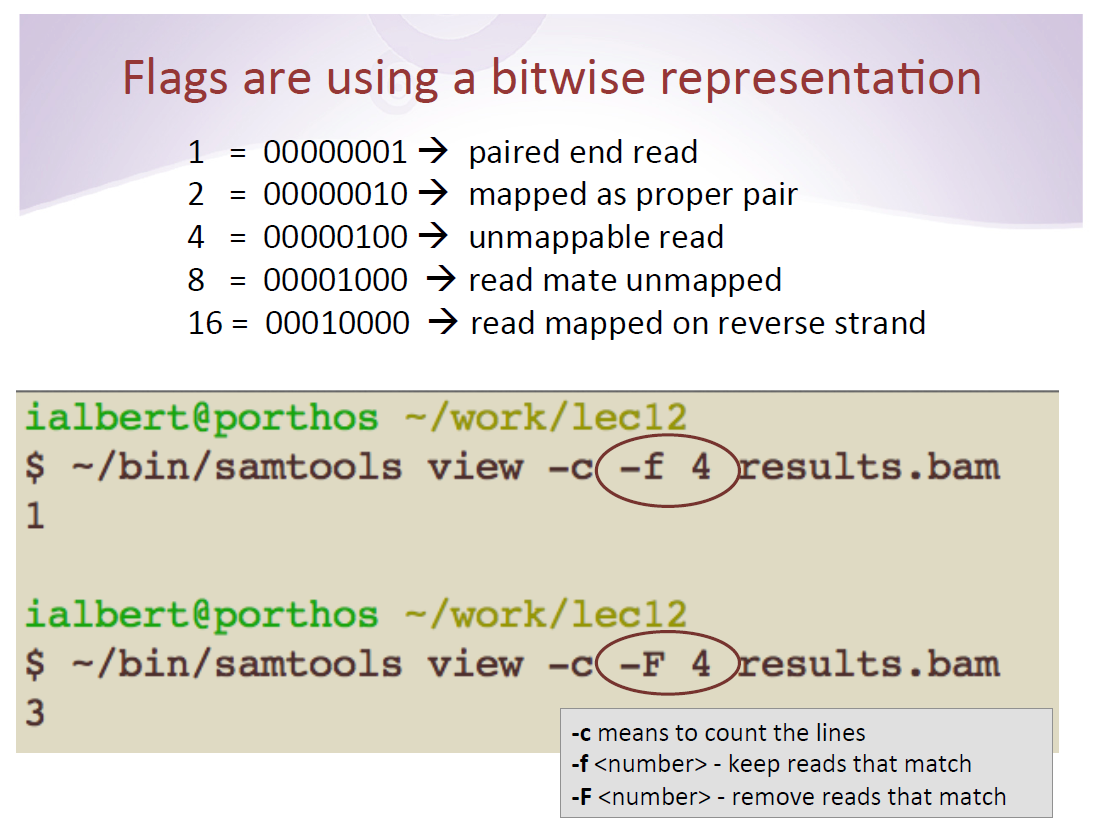 Flags are using a bitwise representation
1 = 00000001 → paired end read
2 = 00000010 → mapped as proper pair
4 = 00000100 → unmappable read
8 = 00001000 → read mate unmapped
16 = 00010000 → read mapped on reverse strand
ialbert@porthos ~/work/lec12
$ ~/bin/samtools view -c -f 4 results.bam
1
ialbert@porthos ~/work/lec12
$ ~/bin/samtools view -c -F 4 results.bam
3
-c means to count the lines
-f <number> - keep reads that match
-F <number> - remove reads that match